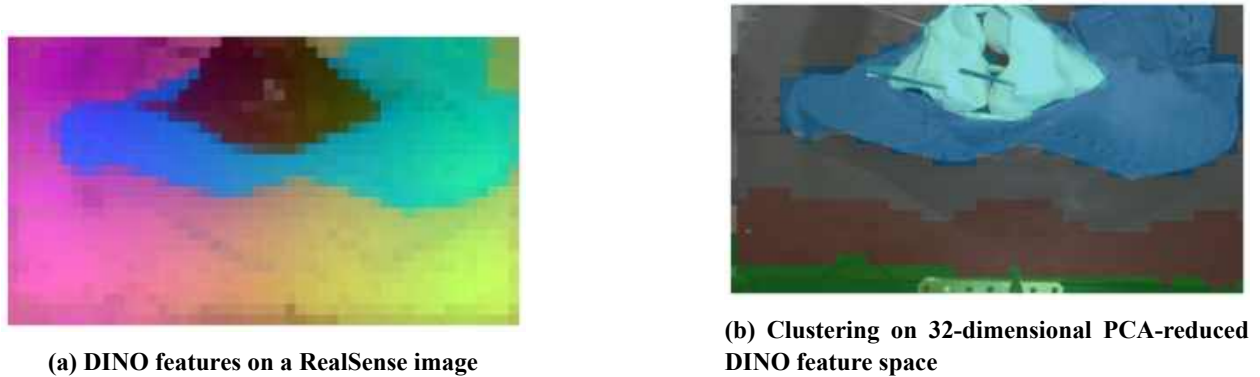 (a) DINO features on a RealSense image
(b) Clustering on 32-dimensional PCA-reduced
DINO feature space